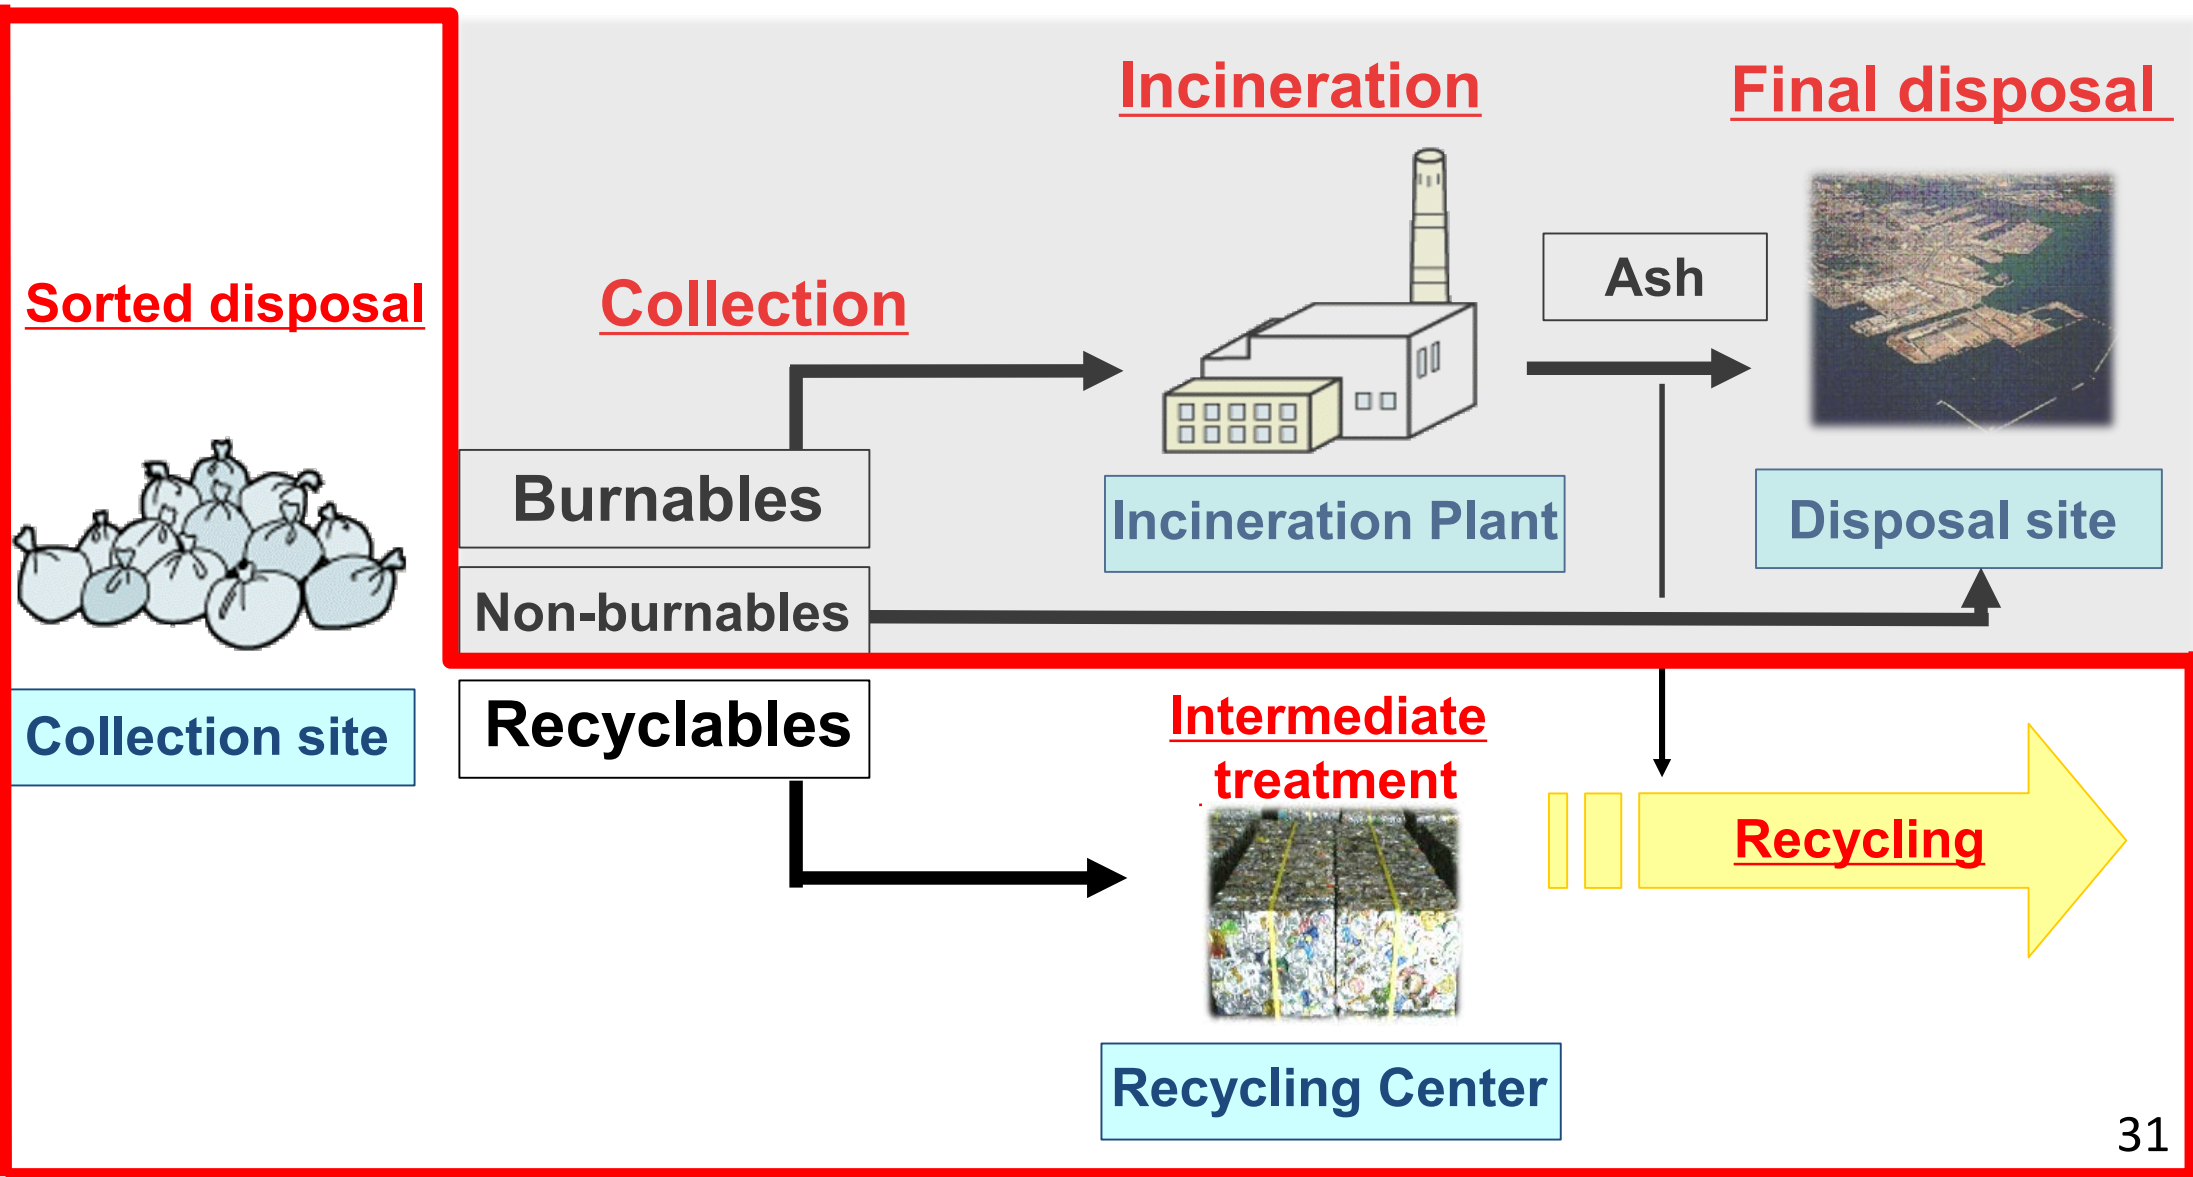 Incineration
Final disposal
Sorted disposal
Collection
Ash
Burnables
Incineration Plant
Disposal site
Non-burnables
Collection site
Recyclables
Intermediate
treatment
Recycling
Recycling Center
31